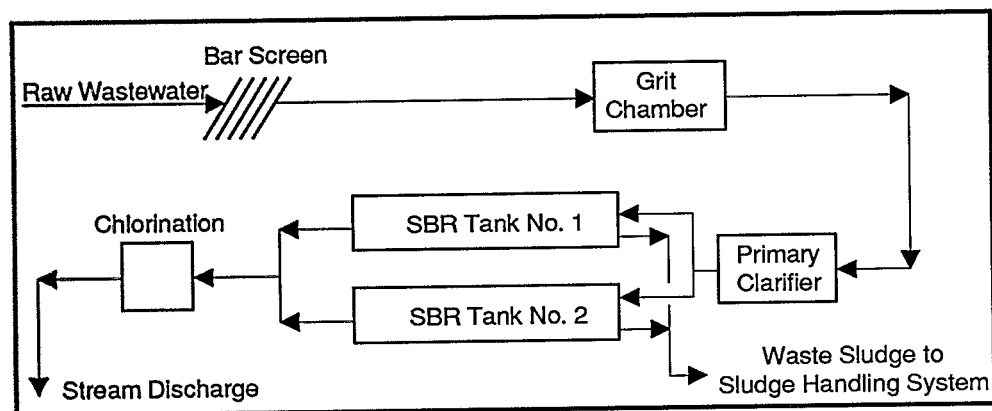 Bar Screen
Raw Wastewater
Grit
Chamber
Chlorination
SBR Tank No. 1
Primary
Clarifier
SBR Tank No. 2
Waste Sludge to
Sludge Handling System
Stream Discharge